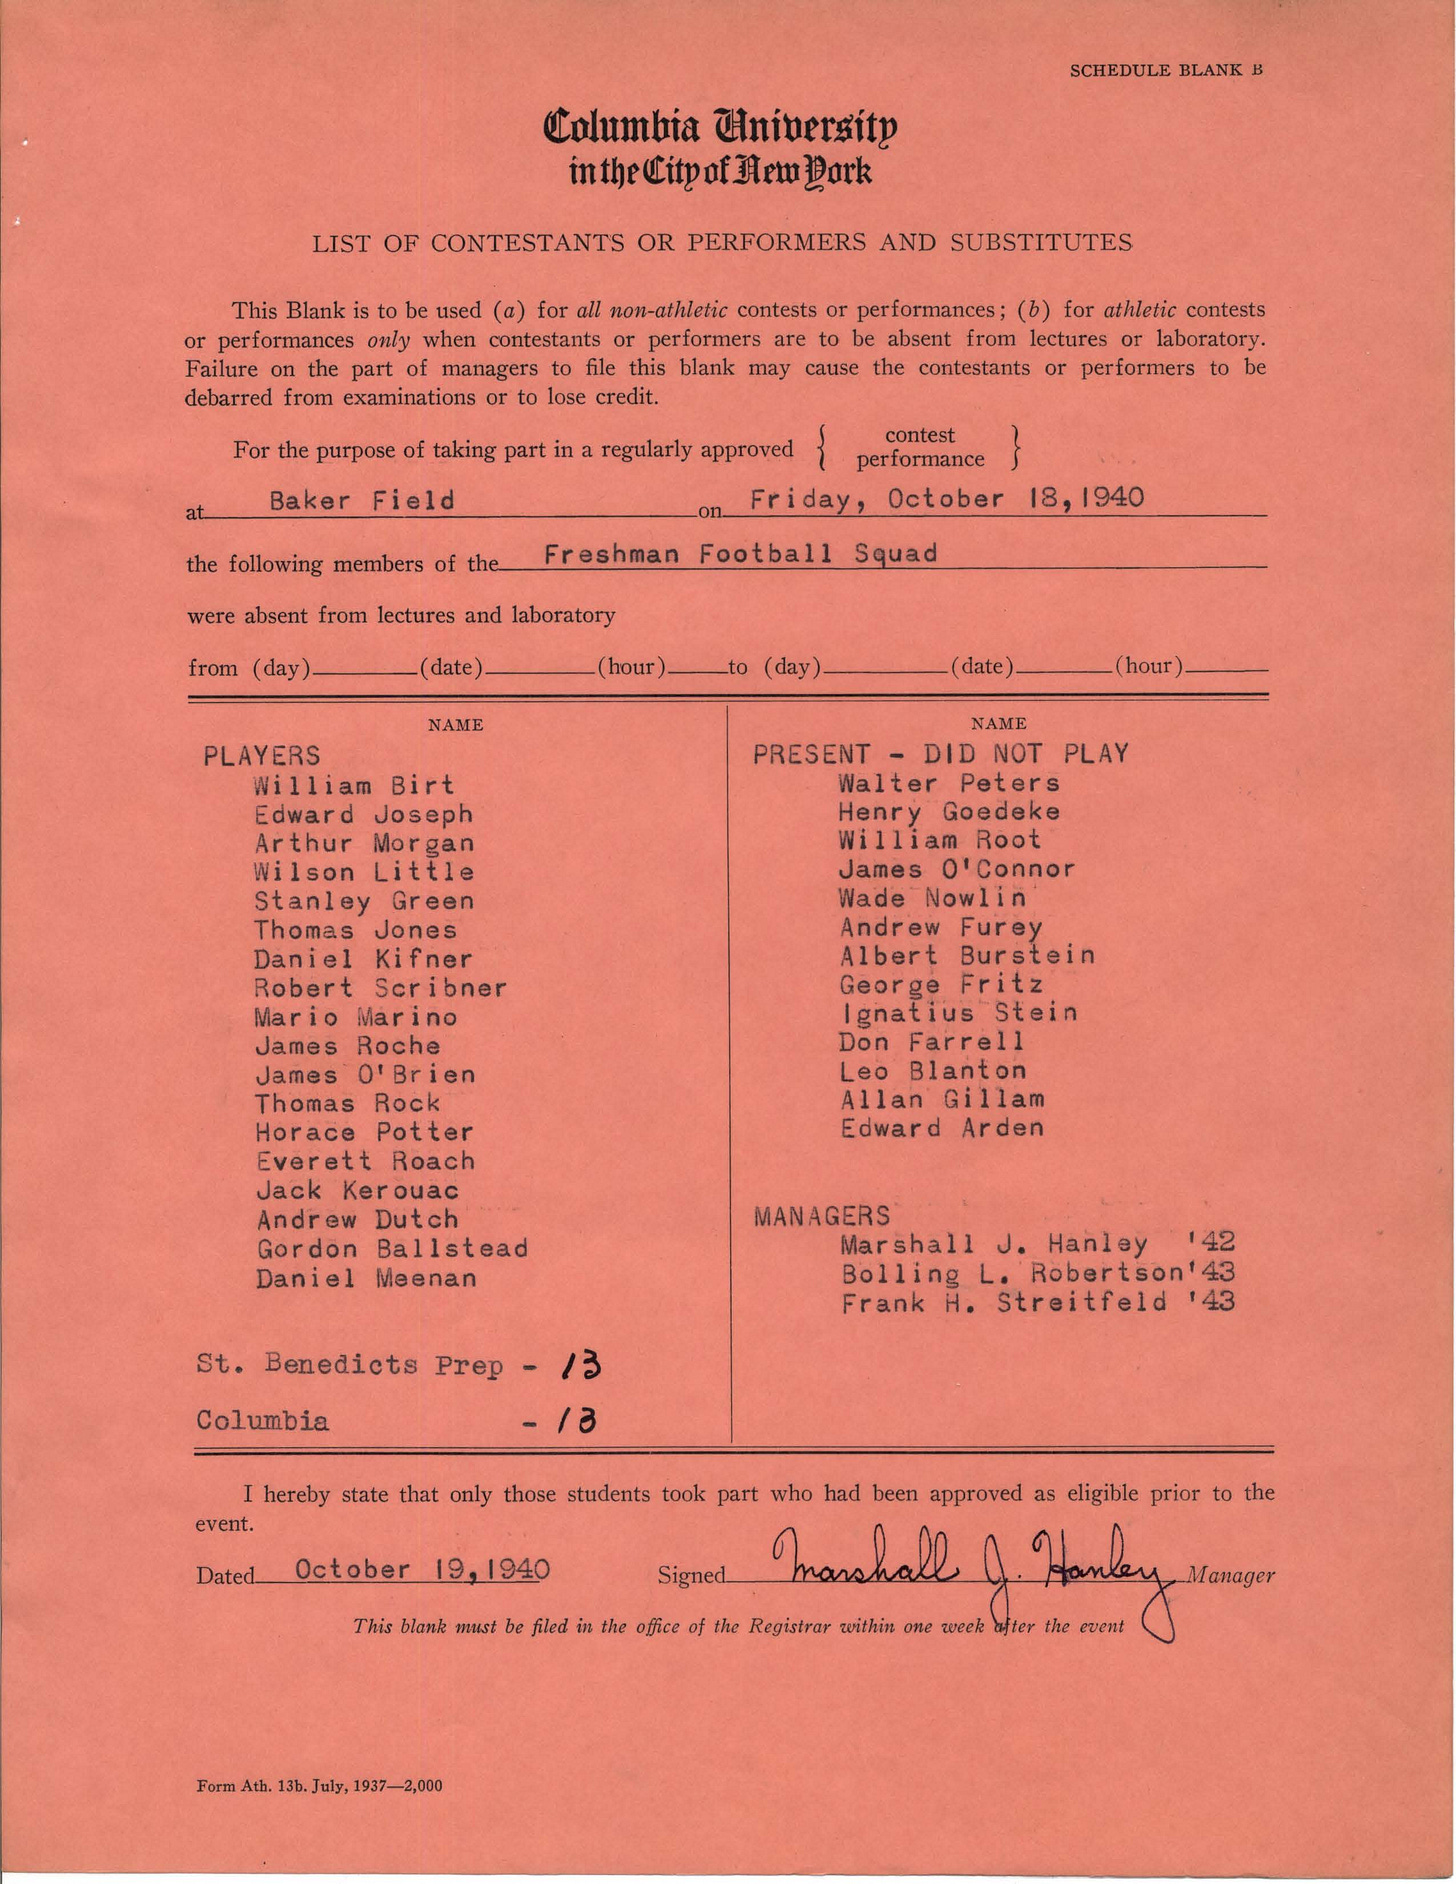 SCHEDULE BLANK B
Columbia University
in the City of New York
LIST OF CONTESTANTS OR PERFORMERS AND SUBSTITUTES
This Blank is to be used (a) for all non-athletic contests or performances; (b) for athletic contests
or performances only when contestants or performers are to be absent from lectures or laboratory.
Failure on the part of managers to file this blank may cause the contestants or performers to be
debarred from examinations or to lose credit.
For the purpose of taking part in a regularly approved { contest
performance }
at Baker Field on Friday, October 18,1940
the following members of the Freshman Football Squad
were absent from lectures and laboratory
from (day) (date) (hour) to (day) (date) (hour)
NAME
PLAYERS
William Birt
Edward Joseph
Arthur Morgan
Wilson Little
Stanley Green
Thomas Jones
Daniel Kifner
Robert Scribner
Mario Marino
James Roche
James O'Brien
Thomas Rock
Horace Potter
Everett Roach
Jack Kerouac
Andrew Dutch
Gordon Ballstead
Daniel Meenan
St. Benedicts Prep - 13
Columbia - 13
NAME
PRESENT - DID NOT PLAY
Walter Peters
Henry Goedeke
William Root
James O'Connor
Wade Nowlin
Andrew Furey
Albert Burstein
George Fritz
Ignatius Stein
Don Farrell
Leo Blanton
Allan Gillam
Edward Arden
MANAGERS
Marshall J. Hanley '42
Bolling L. Robertson'43
Frank H. Streitfeld '43
I hereby state that only those students took part who had been approved as eligible prior to the
event.
Dated October 19,1940 Signed Marshall J. Hanley Manager
This blank must be filed in the office of the Registrar within one week after the event
Form Ath. 13b. July, 1937—2,000